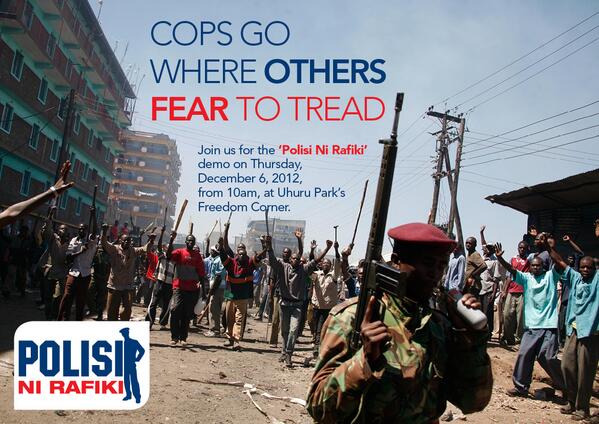 COPS GO
WHERE OTHERS
FEAR TO TREAD
Join us for the 'Polisi Ni Rafiki'
demo on Thursday,
December 6, 2012,
from 10am, at Uhuru Park's
Freedom Corner.
POLISI
NI RAFIKI